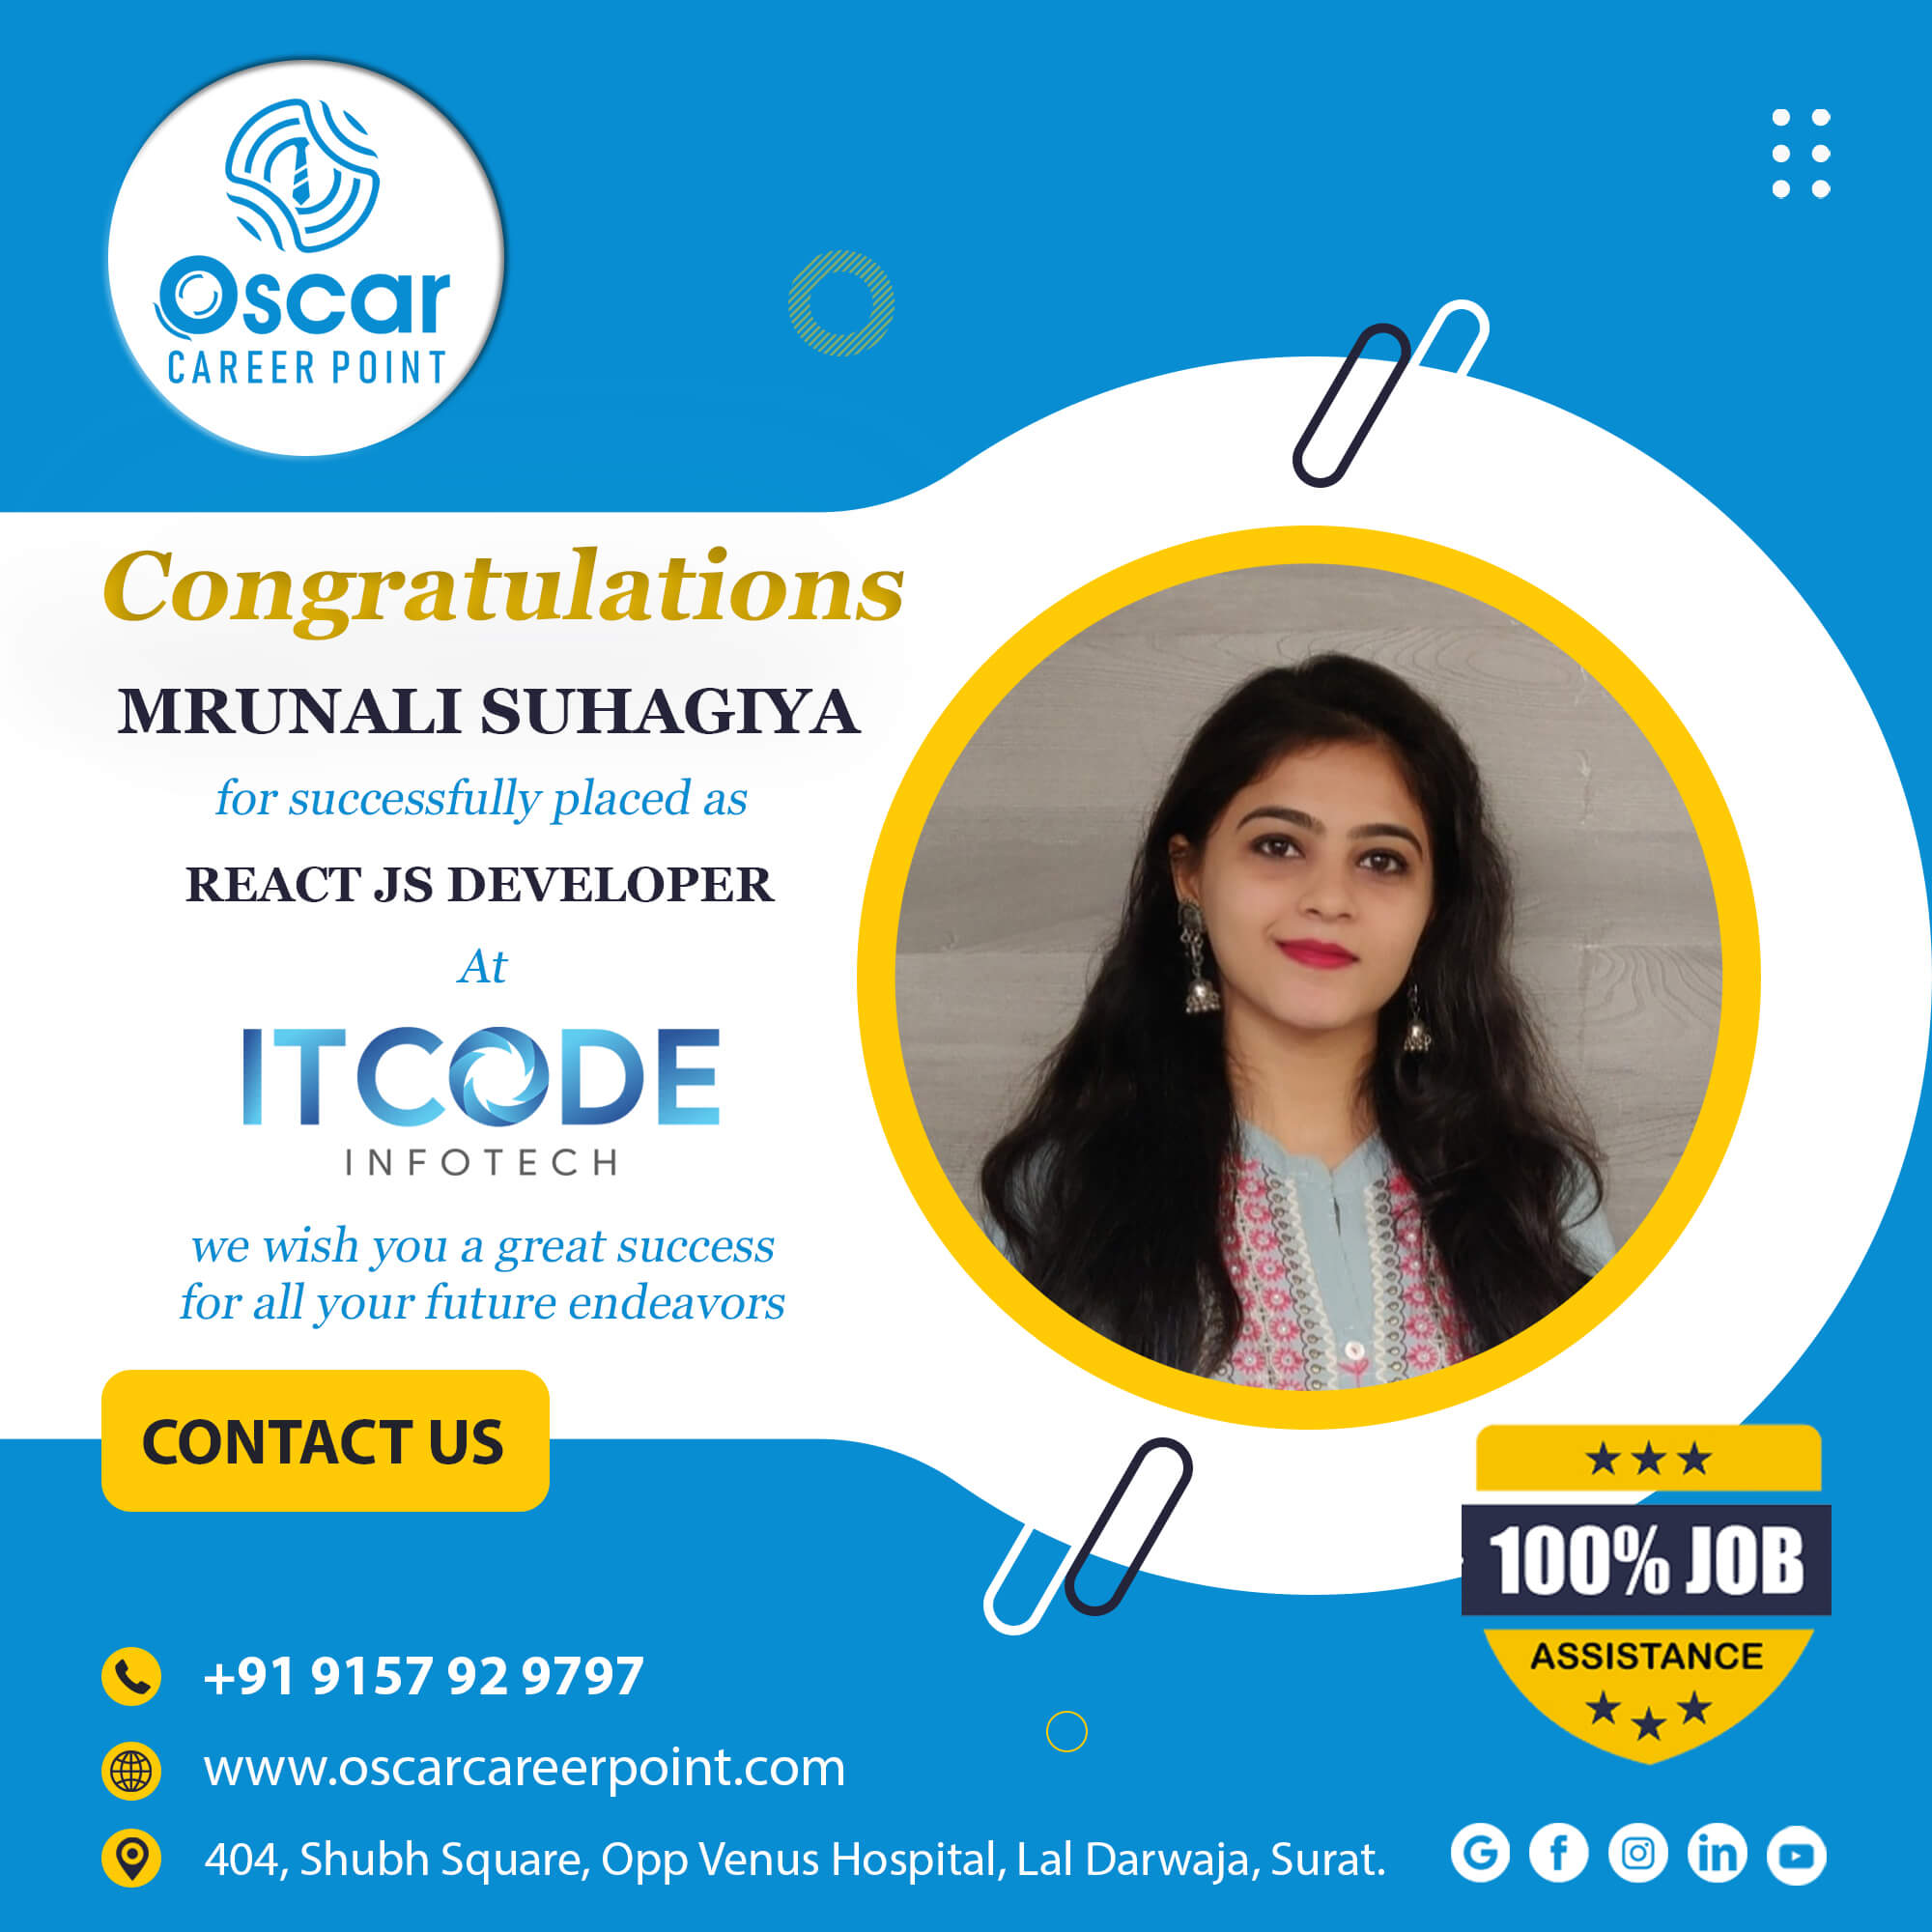 Oscar
CAREER POINT
Congratulations
MRUNALI SUHAGIYA
for successfully placed as
REACT JS DEVELOPER
At
ITCODE
INFOTECH
we wish you a great success
for all your future endeavors
CONTACT US
100% JOB
ASSISTANCE
+91 9157 92 9797
www.oscarcareerpoint.com
404, Shubh Square, Opp Venus Hospital, Lal Darwaja, Surat.